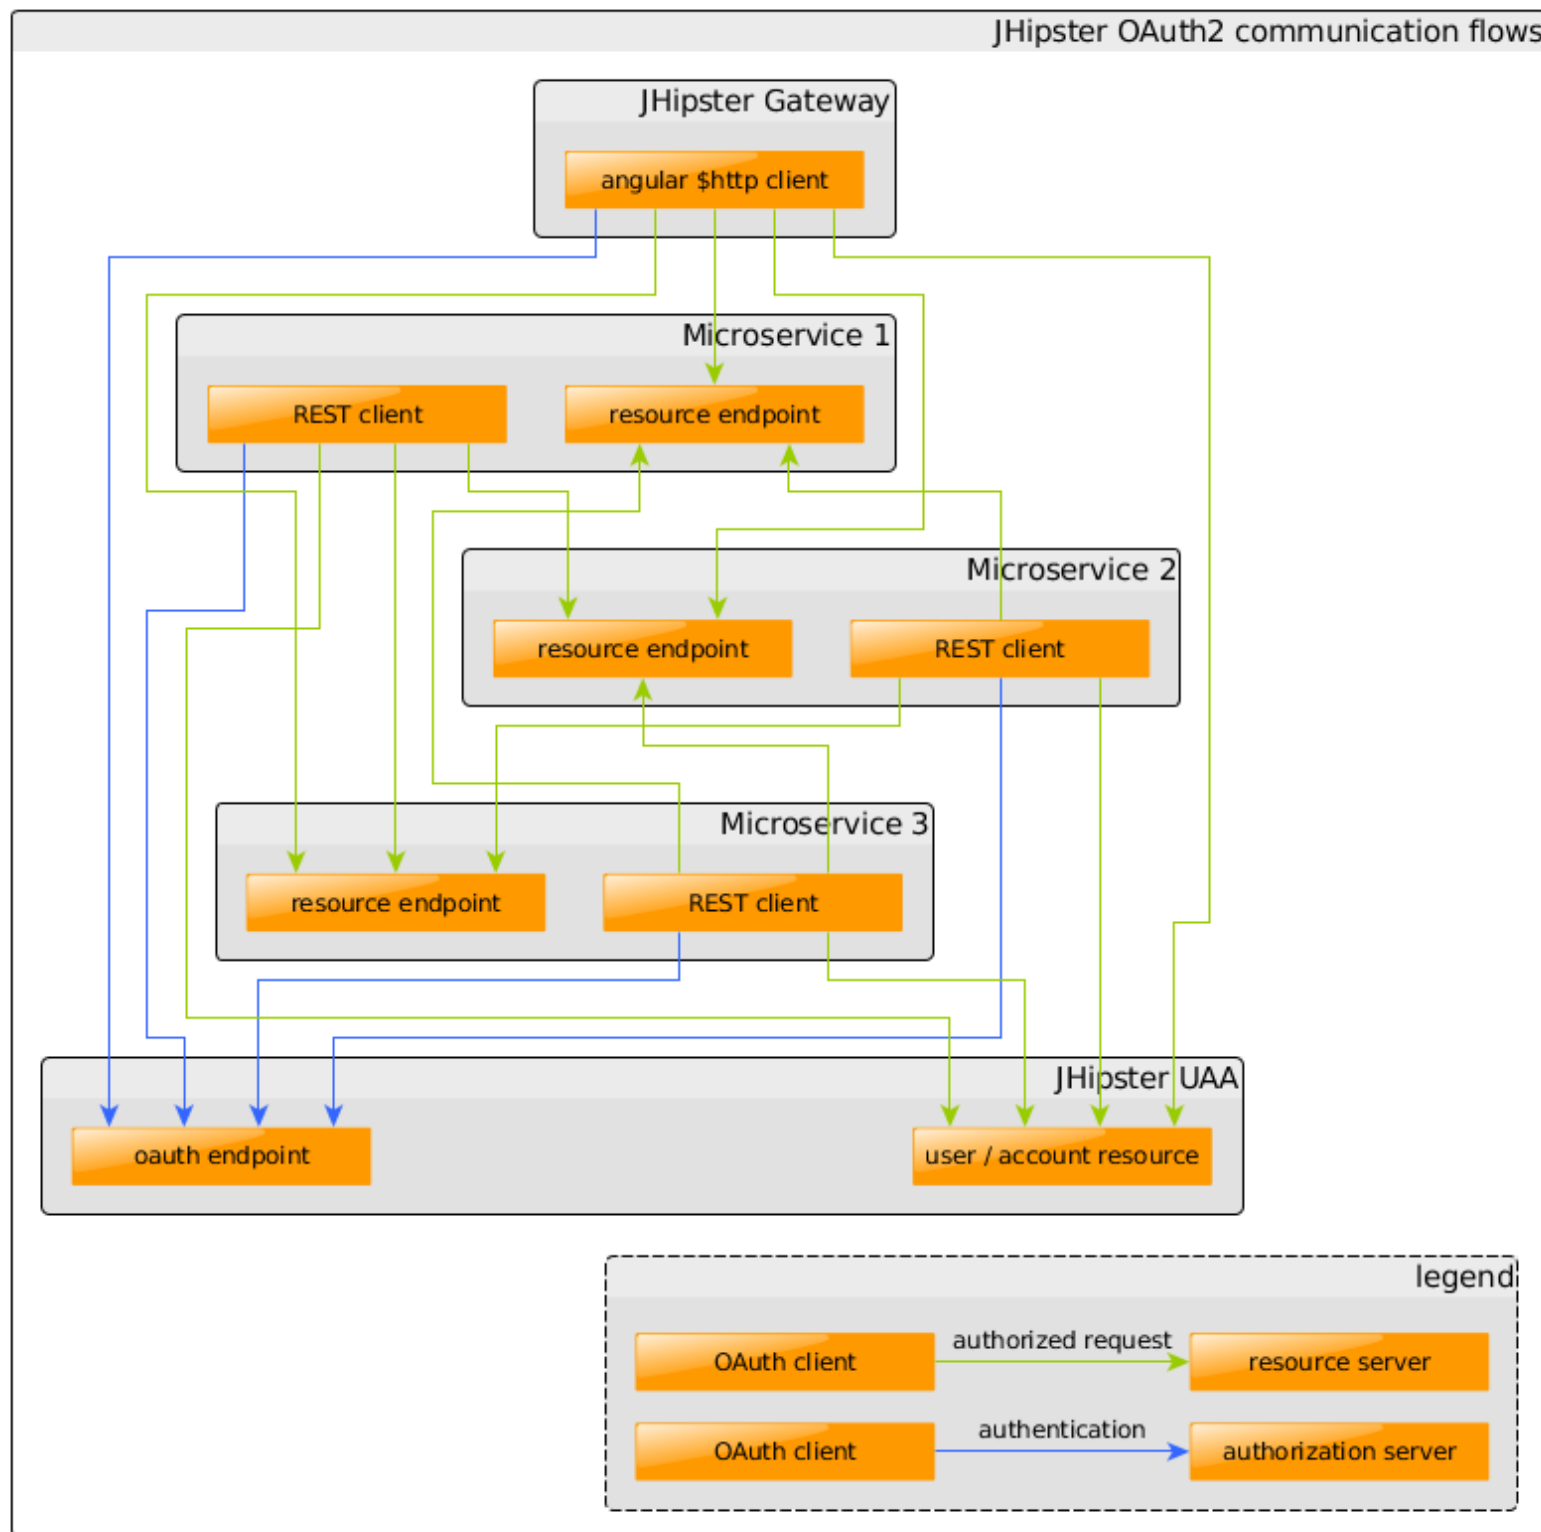 JHipster OAuth2 communication flows
JHipster Gateway
angular $http client
Microservice 1
REST client
resource endpoint
Microservice 2
resource endpoint
REST client
Microservice 3
resource endpoint
REST client
JHipster UAA
oauth endpoint
user / account resource
legend
OAuth client
authorized request
resource server
OAuth client
authentication
authorization server